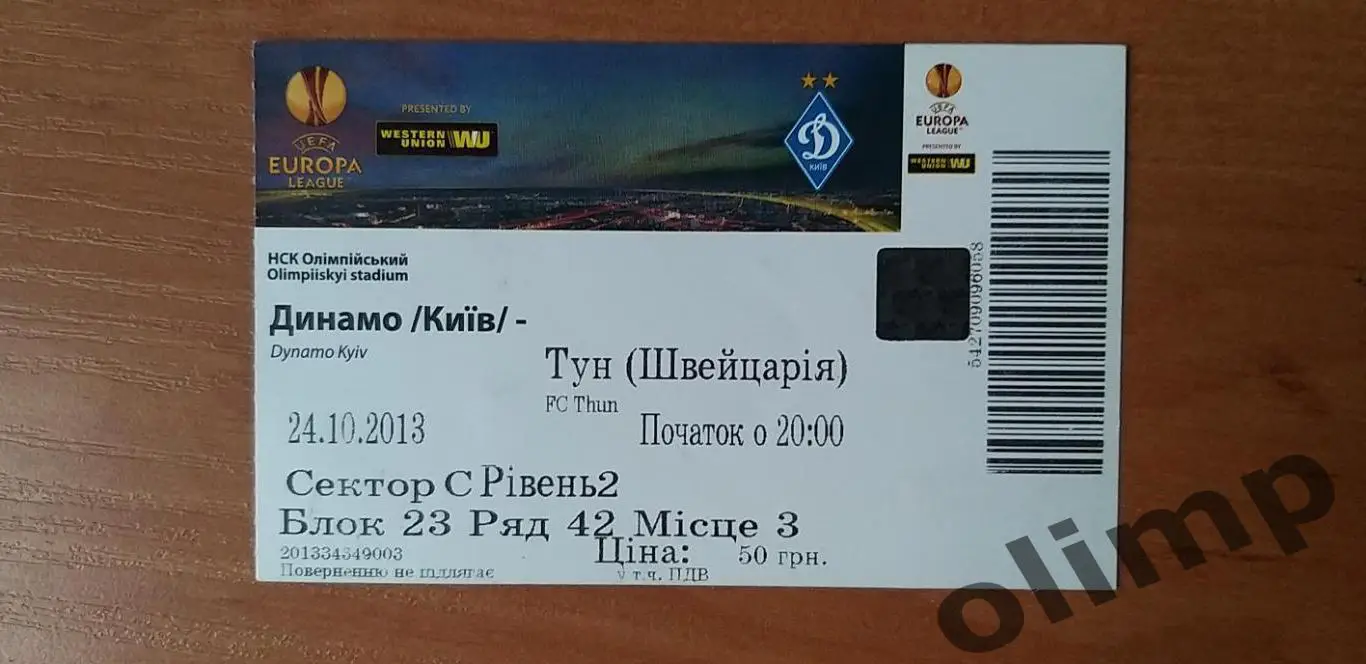 PRESENTED BY
WESTERN UNION WU
UEFA
EUROPA
LEAGUE
Д
КИЇВ
UEFA
EUROPA
LEAGUE
PRESENTED BY
WESTERN UNION WU
НСК Олімпійський
Olimpiiskyi stadium
Динамо /Київ/ -
Dynamo Kyiv
Тун (Швейцарія)
FC Thun
24.10.2013
Початок о 20:00
Сектор С Рівень2
Блок 23 Ряд 42 Місце 3
201334549003
Ціна: 50 грн.
Поверненню не підлягає
у т.ч. ПДВ
542709096058
olimp